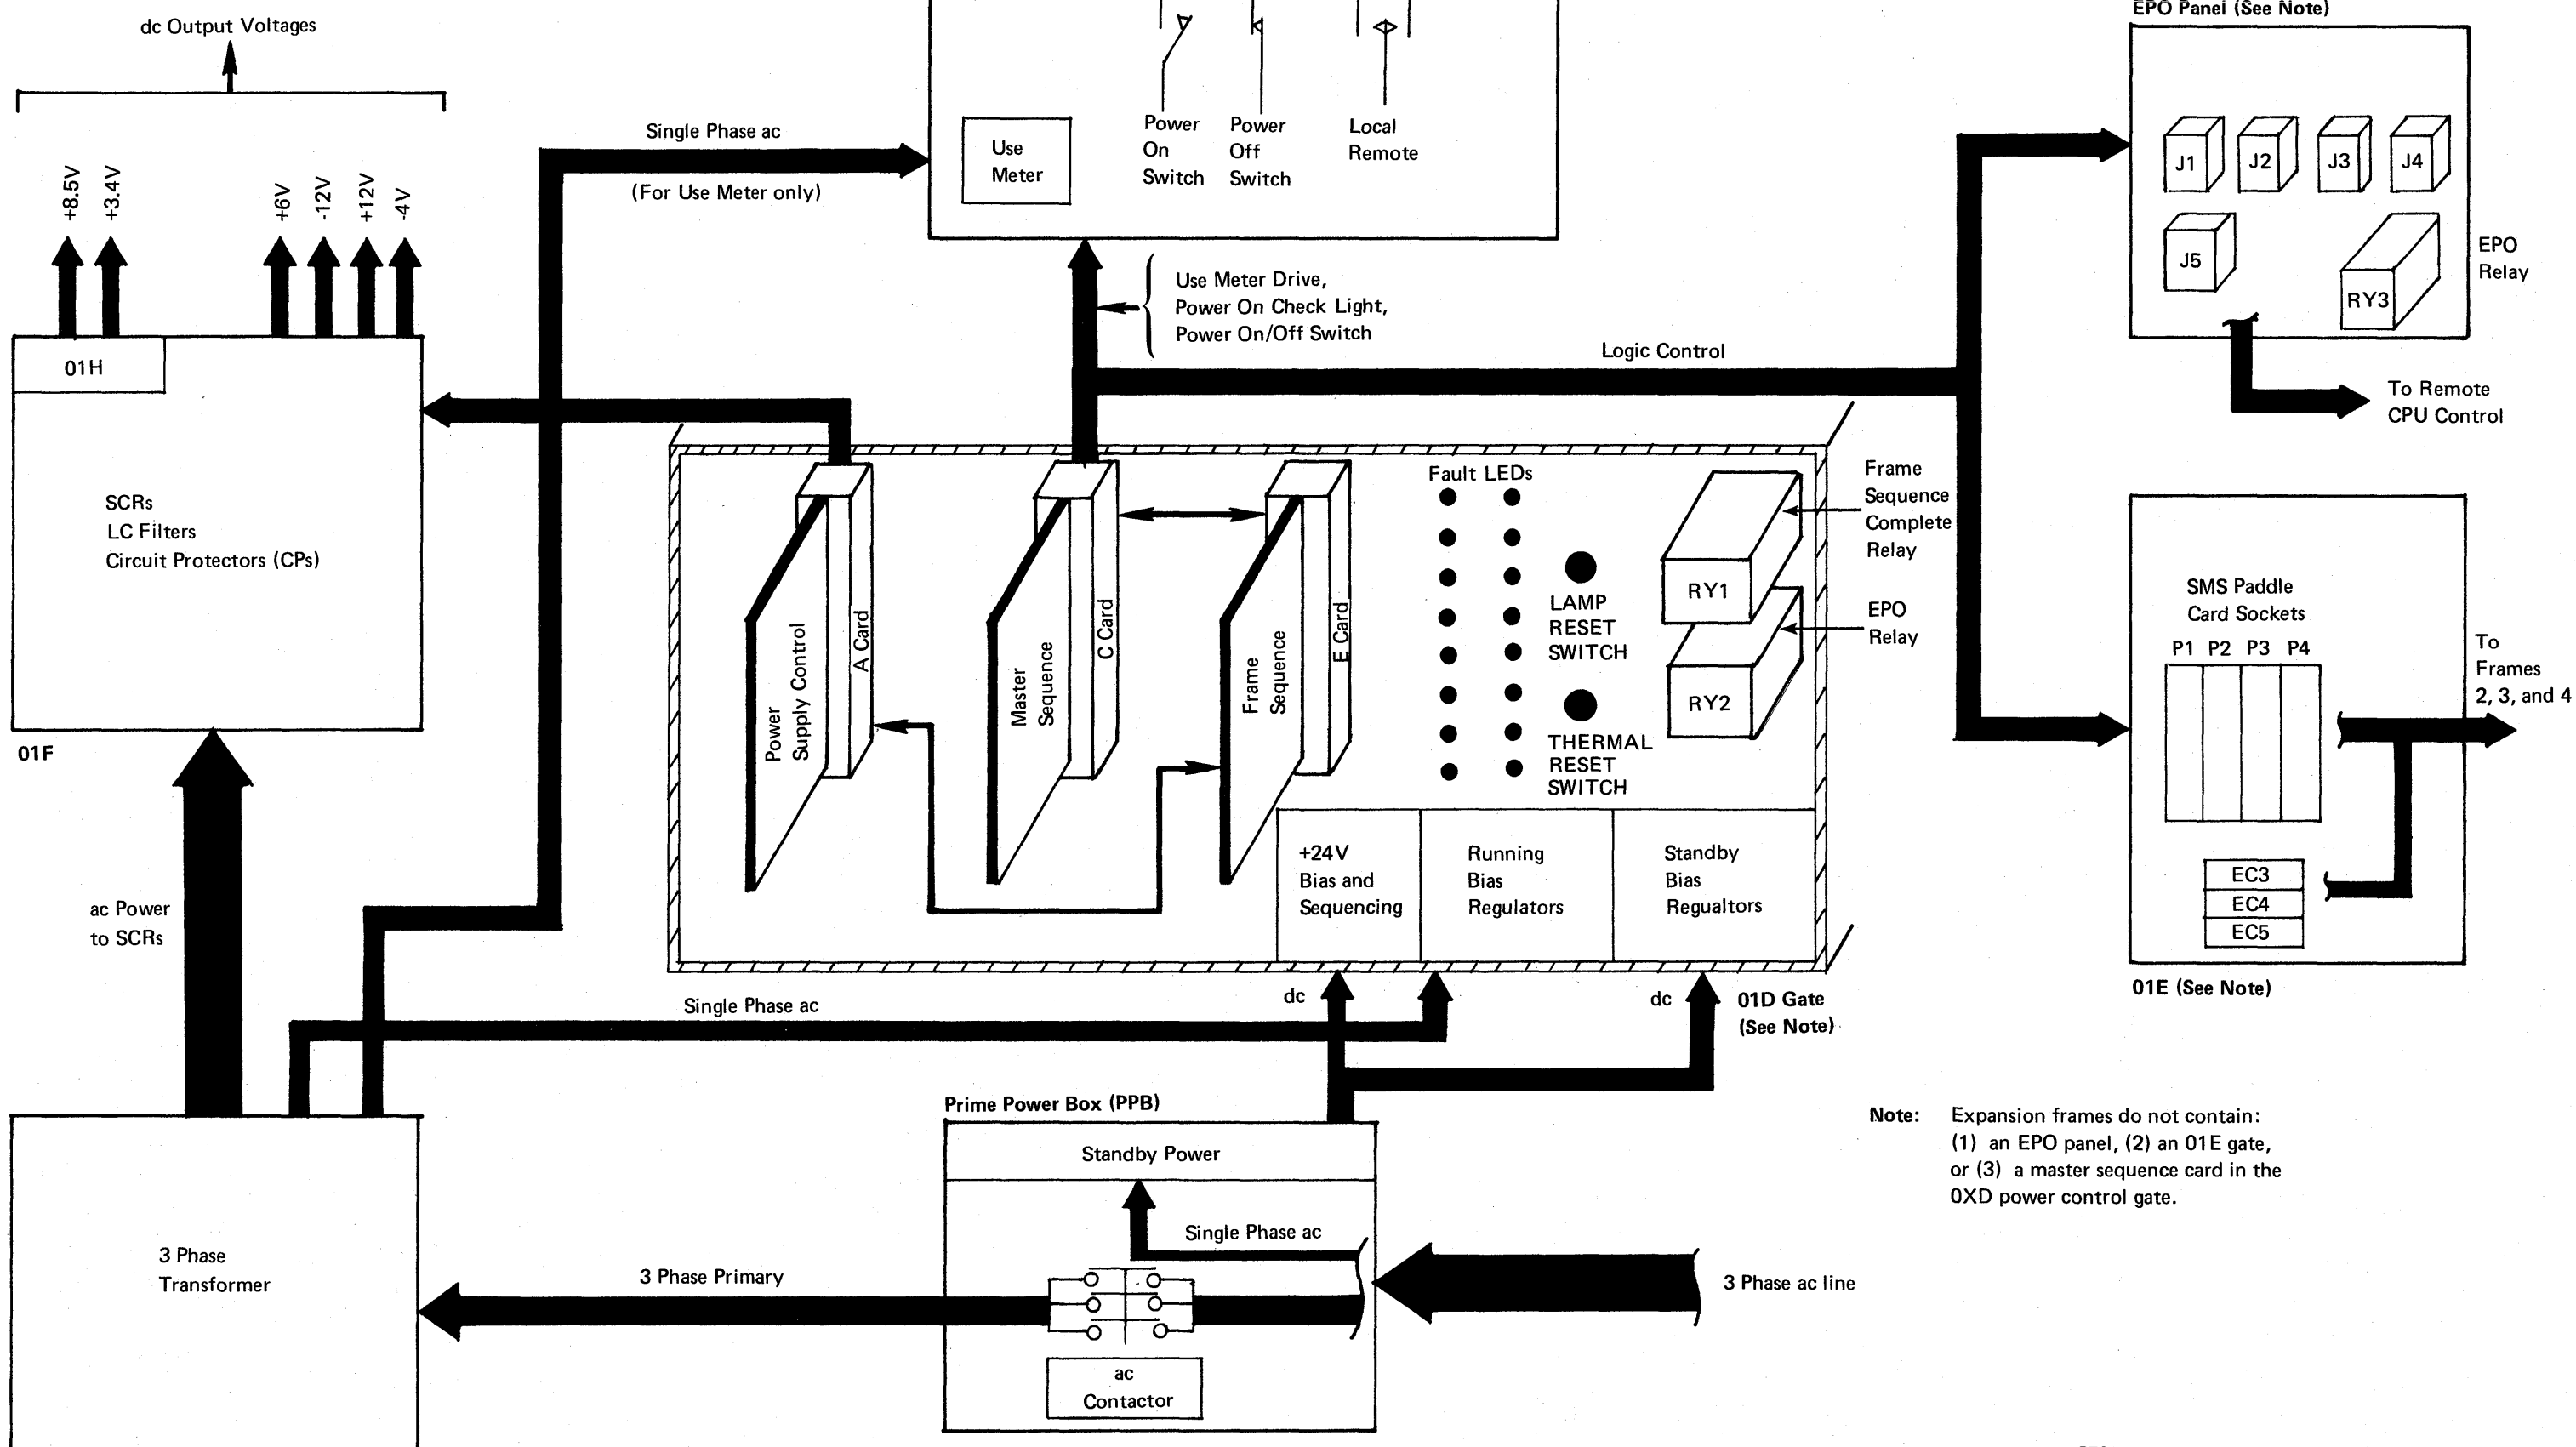 dc Output Voltages
+8.5V
+3.4V
+6V
-12V
+12V
-4V
01H
SCRs
LC Filters
Circuit Protectors (CPs)
01F
ac Power
to SCRs
3 Phase
Transformer
Single Phase ac
(For Use Meter only)
Use
Meter
Power
On
Switch
Power
Off
Switch
Local
Remote
Use Meter Drive,
Power On Check Light,
Power On/Off Switch
Logic Control
EPO Panel (See Note)
J1
J2
J3
J4
J5
RY3
EPO
Relay
To Remote
CPU Control
Power
Supply Control
A Card
Master
Sequence
C Card
Frame
Sequence
E Card
Fault LEDs
LAMP
RESET
SWITCH
THERMAL
RESET
SWITCH
RY1
RY2
Frame
Sequence
Complete
Relay
EPO
Relay
+24V
Bias and
Sequencing
Running
Bias
Regulators
Standby
Bias
Regualtors
dc
dc
01D Gate
(See Note)
Single Phase ac
SMS Paddle
Card Sockets
P1
P2
P3
P4
EC3
EC4
EC5
To
Frames
2, 3, and 4
01E (See Note)
Prime Power Box (PPB)
Standby Power
Single Phase ac
3 Phase Primary
ac
Contactor
3 Phase ac line
Note: Expansion frames do not contain:
(1) an EPO panel, (2) an 01E gate,
or (3) a master sequence card in the
0XD power control gate.